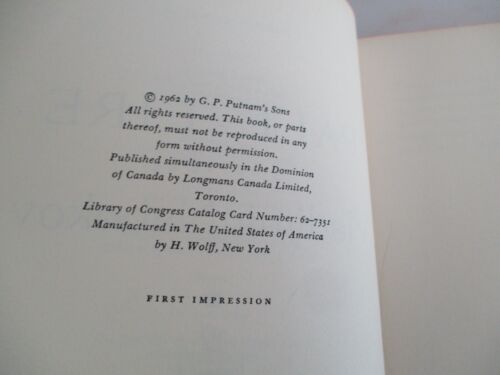 © 1962 by G. P. Putnam's Sons
All rights reserved. This book, or parts
thereof, must not be reproduced in any
form without permission.
Published simultaneously in the Dominion
of Canada by Longmans Canada Limited,
Toronto.
Library of Congress Catalog Card Number: 62-7351
Manufactured in The United States of America
by H. Wolff, New York
FIRST IMPRESSION